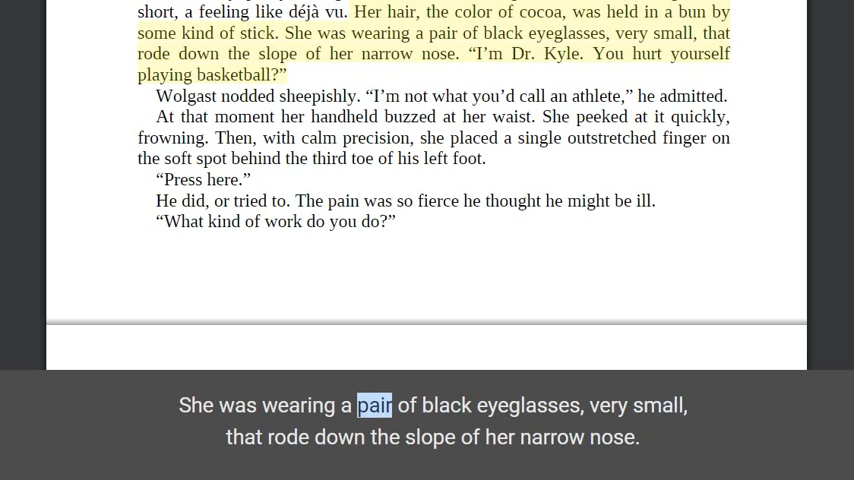 short, a feeling like déjà vu. Her hair, the color of cocoa, was held in a bun by
some kind of stick. She was wearing a pair of black eyeglasses, very small, that
rode down the slope of her narrow nose. “I’m Dr. Kyle. You hurt yourself
playing basketball?”
Wolgast nodded sheepishly. “I’m not what you’d call an athlete,” he admitted.
At that moment her handheld buzzed at her waist. She peeked at it quickly,
frowning. Then, with calm precision, she placed a single outstretched finger on
the soft spot behind the third toe of his left foot.
“Press here.”
He did, or tried to. The pain was so fierce he thought he might be ill.
“What kind of work do you do?”
She was wearing a pair of black eyeglasses, very small,
that rode down the slope of her narrow nose.